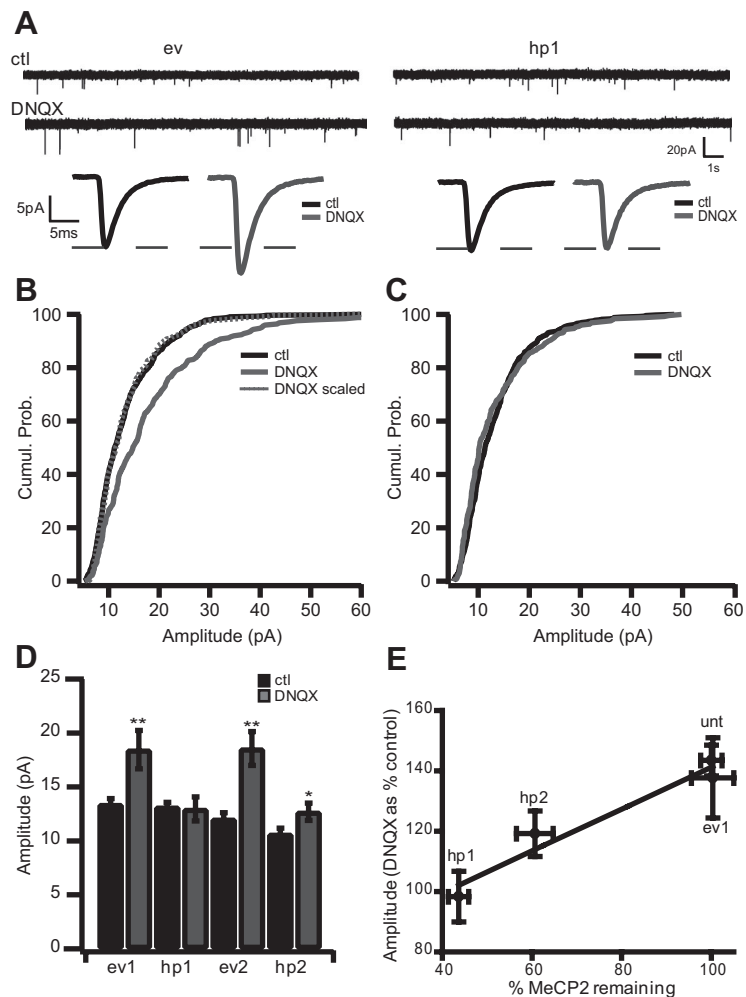 A
ev
hp1
ctl
DNQX
20pA
1s
5pA
5ms
ctl
DNQX
ctl
DNQX
B
100
80
60
40
20
0
Cumul. Prob.
10 20 30 40 50 60
Amplitude (pA)
ctl
DNQX
DNQX scaled
C
100
80
60
40
20
0
Cumul. Prob.
10 20 30 40 50 60
Amplitude (pA)
ctl
DNQX
D
25
20
15
10
5
0
Amplitude (pA)
ctl
DNQX
**
**
*
ev1 hp1 ev2 hp2
E
160
140
120
100
80
Amplitude (DNQX as % control)
unt
hp2
ev1
hp1
40 60 80 100
% MeCP2 remaining